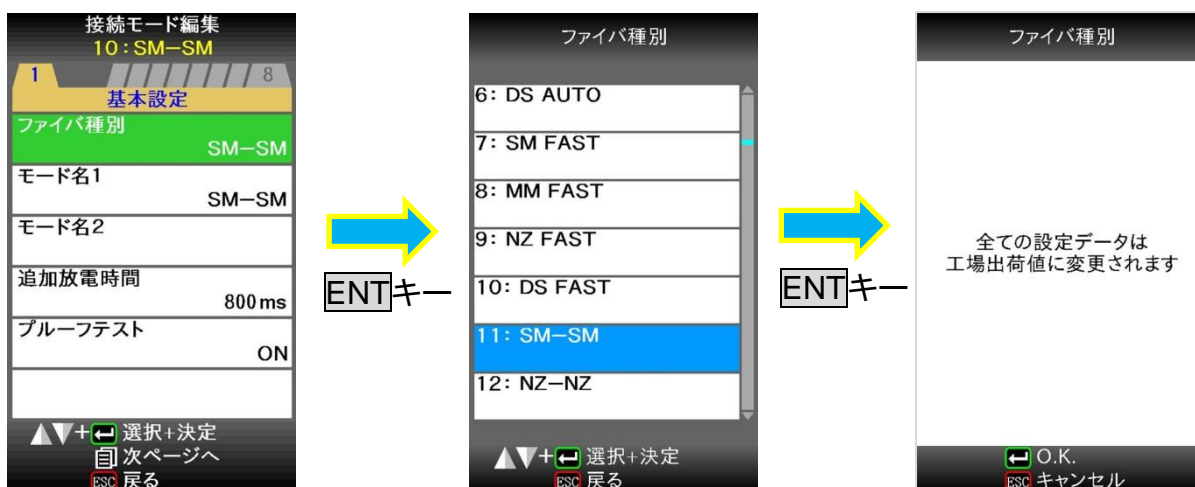 接続モード編集
10:SM−SM
1
8
基本設定
ファイバ種別
SM−SM
モード名1
SM−SM
モード名2
追加放電時間
800ms
プルーフテスト
ON
選択+決定
次ページへ
ESC 戻る
ENTキー
ファイバ種別
6: DS AUTO
7: SM FAST
8: MM FAST
9: NZ FAST
10: DS FAST
11: SM−SM
12: NZ−NZ
選択+決定
ESC 戻る
ENTキー
ファイバ種別
全ての設定データは
工場出荷値に変更されます
O.K.
ESC キャンセル